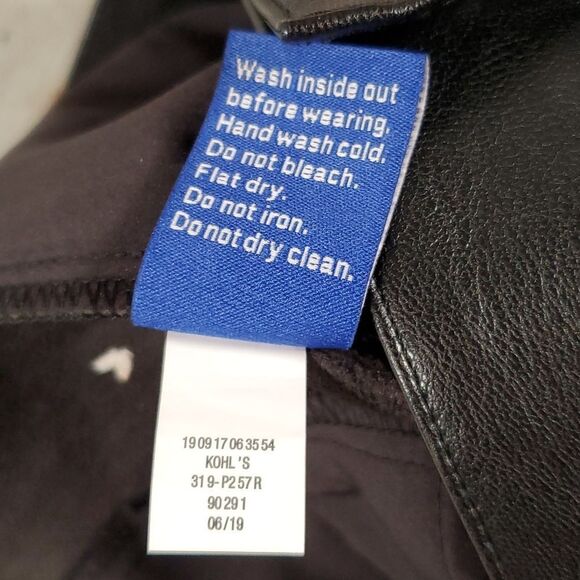 Wash inside out
before wearing.
Hand wash cold.
Do not bleach.
Flat dry.
Do not iron.
Do not dry clean.
190917063554
KOHL'S
319-P257R
90291
06/19